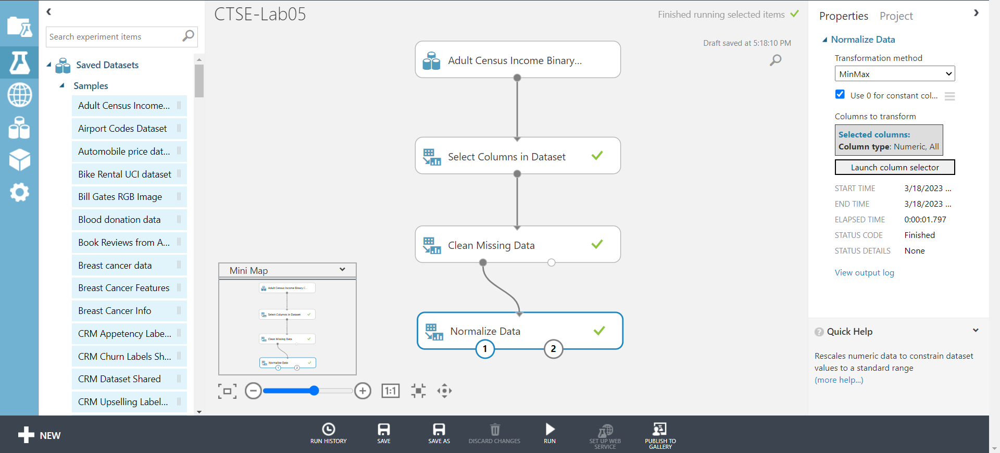 CTSE-Lab05
Finished running selected items
Draft saved at 5:18:10 PM
Search experiment items
Saved Datasets
Samples
Adult Census Income...
Airport Codes Dataset
Automobile price dat...
Bike Rental UCI dataset
Bill Gates RGB Image
Blood donation data
Book Reviews from A...
Breast cancer data
Breast Cancer Features
Breast Cancer Info
CRM Appetency Labe...
CRM Churn Labels Sh...
CRM Dataset Shared
CRM Upselling Label...
Adult Census Income Binary...
Select Columns in Dataset
Clean Missing Data
Normalize Data
1
2
Mini Map
Adult Census Income Binary C...
Select Columns in Dataset
Clean Missing Data
Normalize Data
1
2
1:1
Properties
Project
Normalize Data
Transformation method
MinMax
Use 0 for constant col...
Columns to transform
Selected columns:
Column type: Numeric, All
Launch column selector
START TIME 3/18/2023 ...
END TIME 3/18/2023 ...
ELAPSED TIME 0:00:01.797
STATUS CODE Finished
STATUS DETAILS None
View output log
? Quick Help
Rescales numeric data to constrain dataset
values to a standard range
(more help...)
NEW
RUN HISTORY
SAVE
SAVE AS
DISCARD CHANGES
RUN
SET UP WEB
SERVICE
PUBLISH TO
GALLERY